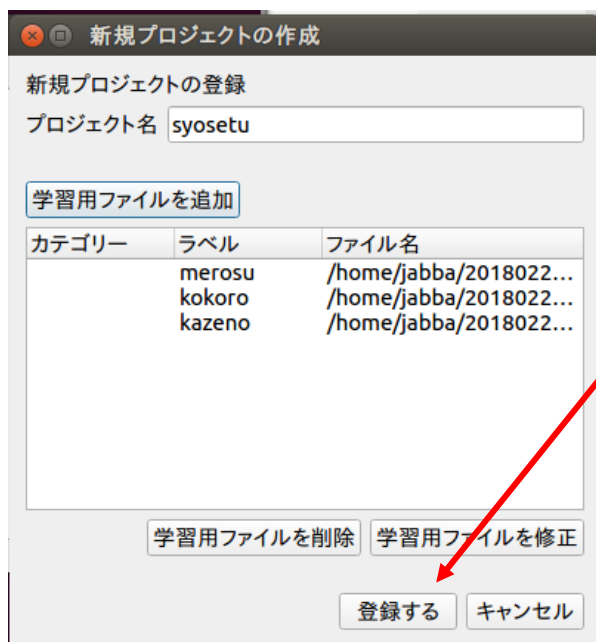 新規プロジェクトの作成
新規プロジェクトの登録
プロジェクト名 syosetu
学習用ファイルを追加
カテゴリー ラベル ファイル名
merosu /home/jabba/2018022...
kokoro /home/jabba/2018022...
kazeno /home/jabba/2018022...
学習用ファイルを削除 学習用ファイルを修正
登録する キャンセル